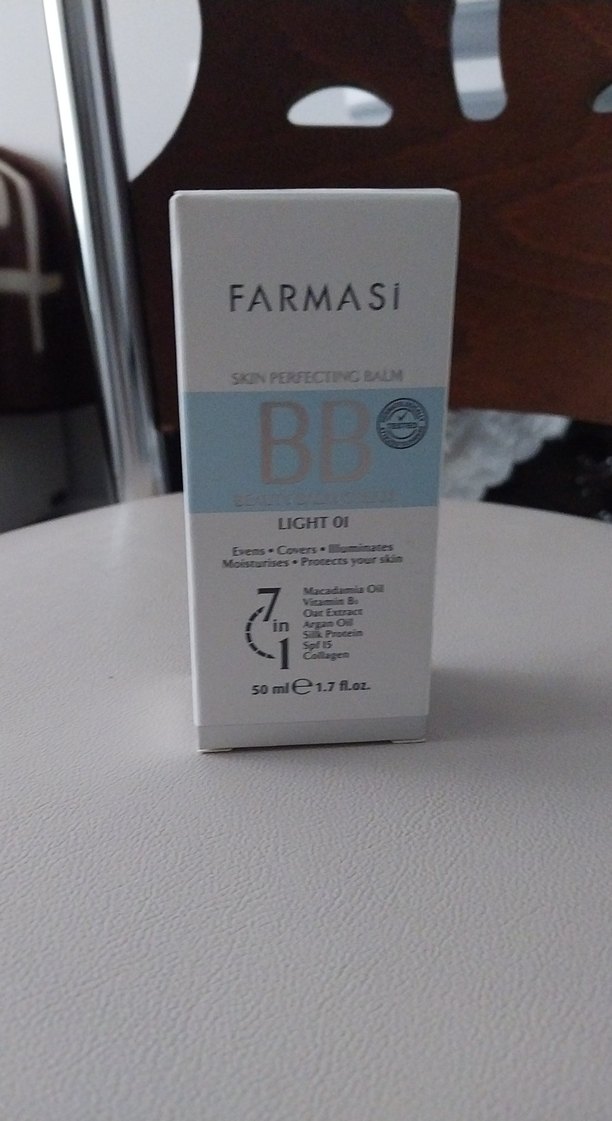 FARMASi
SKIN PERFECTING BALM
BB
TESTED
LIGHT 01
Evens • Covers • Illuminates
Moisturises • Protects your skin
7 in 1
Macadamia Oil
Vitamin B₅
Oat Extract
Argan Oil
Silk Protein
Spf 15
Collagen
50 ml ℮ 1.7 fl.oz.